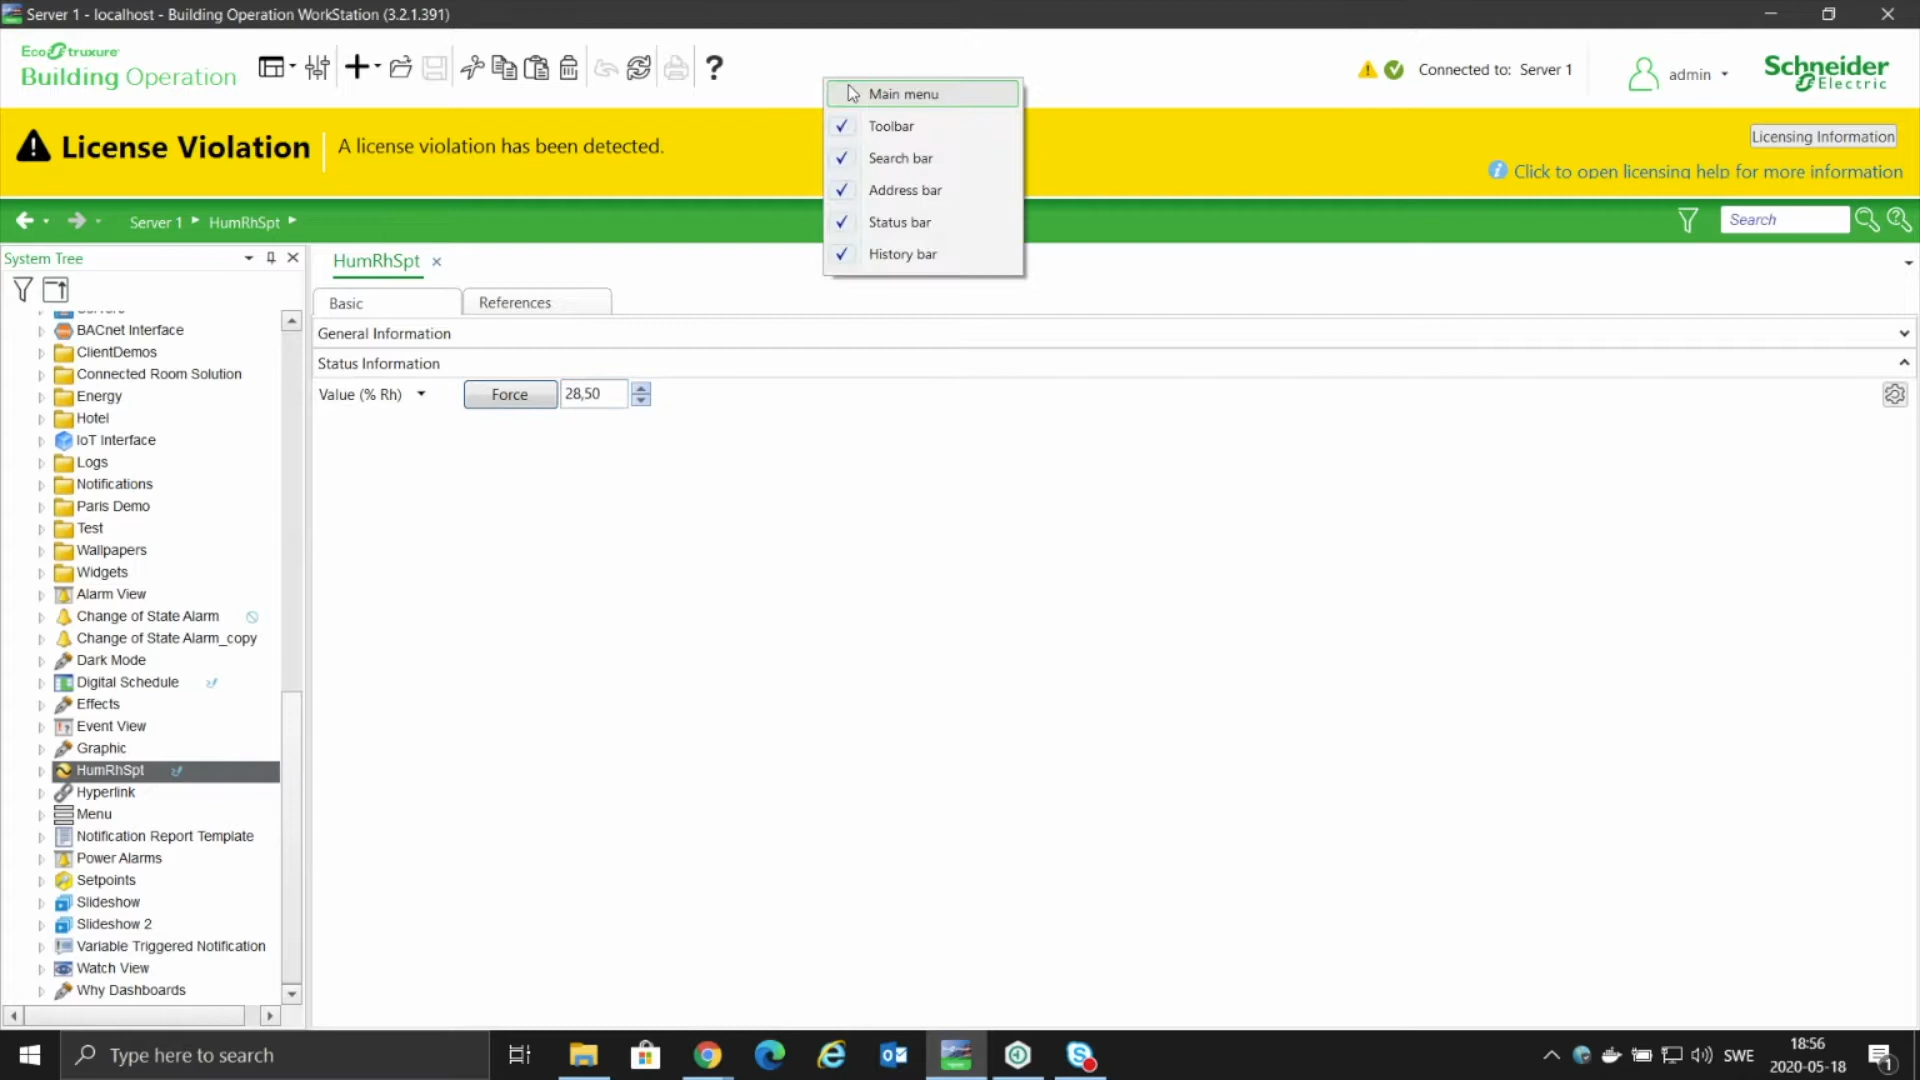 Server 1 - localhost - Building Operation WorkStation (3.2.1.391)
EcoStruxure
Building Operation
Connected to: Server 1
admin
Schneider
Electric
Main menu
Toolbar
Search bar
Address bar
Status bar
History bar
License Violation
A license violation has been detected.
Licensing Information
Click to open licensing help for more information
Server 1
HumRhSpt
Search
System Tree
HumRhSpt
Basic
References
General Information
Status Information
Value (% Rh)
Force
28,50
Servers
BACnet Interface
ClientDemos
Connected Room Solution
Energy
Hotel
IoT Interface
Logs
Notifications
Paris Demo
Test
Wallpapers
Widgets
Alarm View
Change of State Alarm
Change of State Alarm_copy
Dark Mode
Digital Schedule
Effects
Event View
Graphic
HumRhSpt
Hyperlink
Menu
Notification Report Template
Power Alarms
Setpoints
Slideshow
Slideshow 2
Variable Triggered Notification
Watch View
Why Dashboards
Type here to search
SWE
18:56
2020-05-18
1